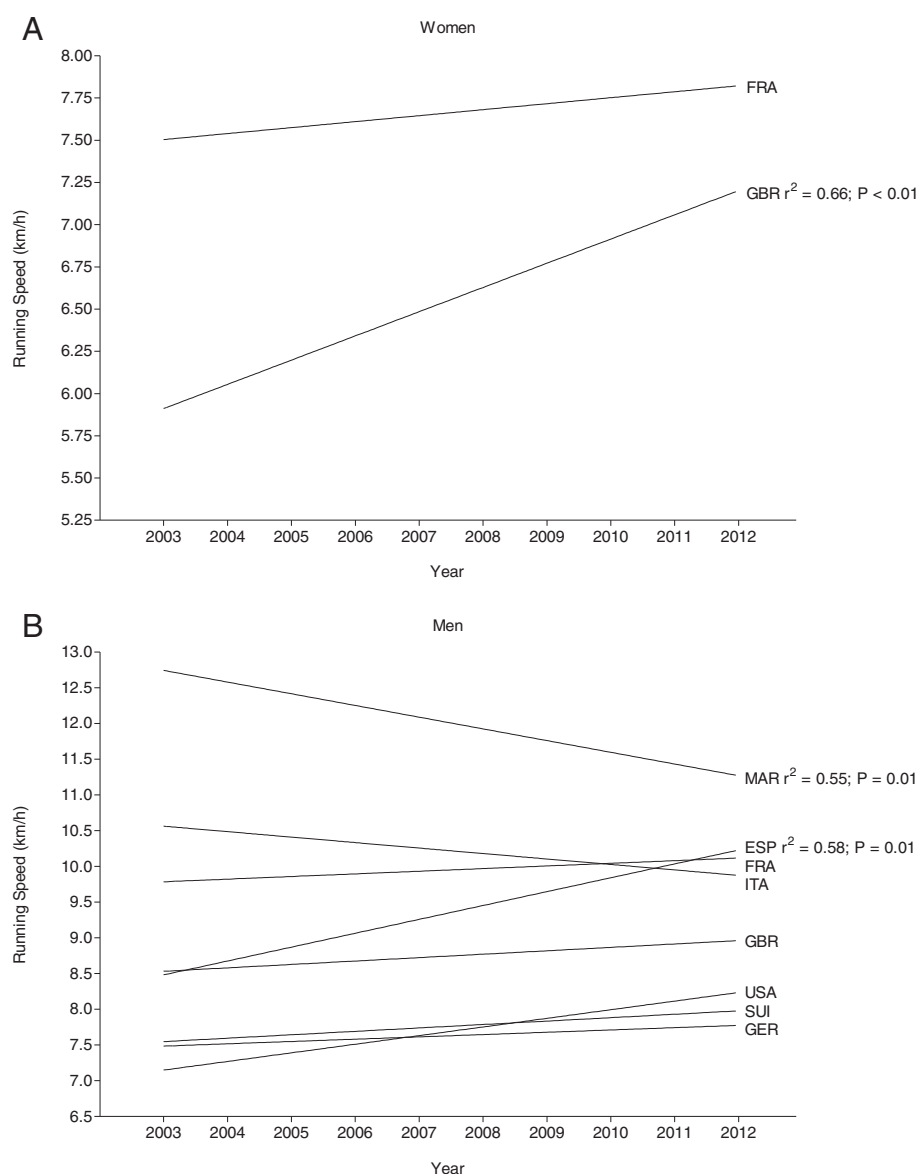 A
Women
8.00
7.75
7.50
7.25
7.00
6.75
6.50
6.25
6.00
5.75
5.50
5.25
Running Speed (km/h)
FRA
GBR r² = 0.66; P < 0.01
2003 2004 2005 2006 2007 2008 2009 2010 2011 2012
Year
B
Men
13.0
12.5
12.0
11.5
11.0
10.5
10.0
9.5
9.0
8.5
8.0
7.5
7.0
6.5
Running Speed (km/h)
MAR r² = 0.55; P = 0.01
ESP r² = 0.58; P = 0.01
FRA
ITA
GBR
USA
SUI
GER
2003 2004 2005 2006 2007 2008 2009 2010 2011 2012
Year